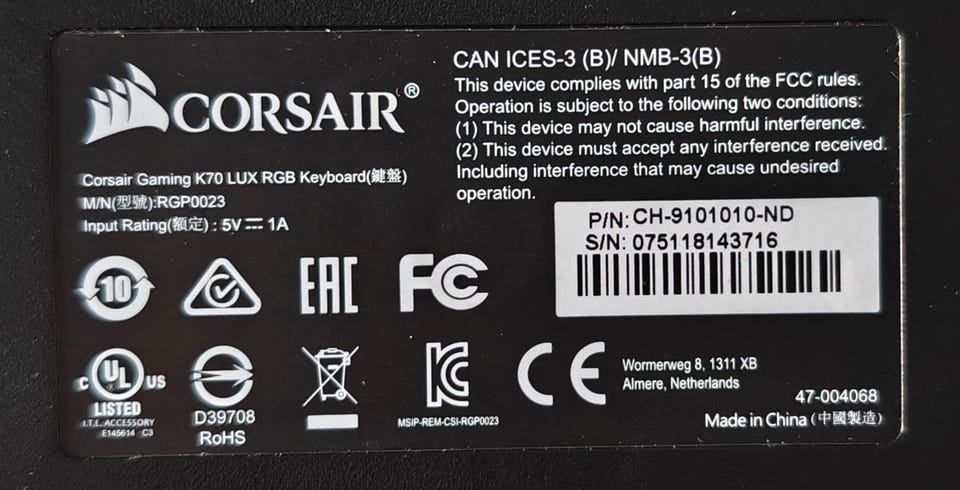 CORSAIR®
Corsair Gaming K70 LUX RGB Keyboard(鍵盤)
M/N(型號):RGP0023
Input Rating(額定) : 5V ⎓ 1A
CAN ICES-3 (B)/ NMB-3(B)
This device complies with part 15 of the FCC rules.
Operation is subject to the following two conditions:
(1) This device may not cause harmful interference.
(2) This device must accept any interference received.
Including interference that may cause undesired
operation.
P/N: CH-9101010-ND
S/N: 075118143716
10
EAC
FC
c UL US
LISTED
I.T.E. ACCESSORY
E145614 C3
D39708
RoHS
KC
MSIP-REM-CSI-RGP0023
CE
Wormerweg 8, 1311 XB
Almere, Netherlands
47-004068
Made in China (中國製造)